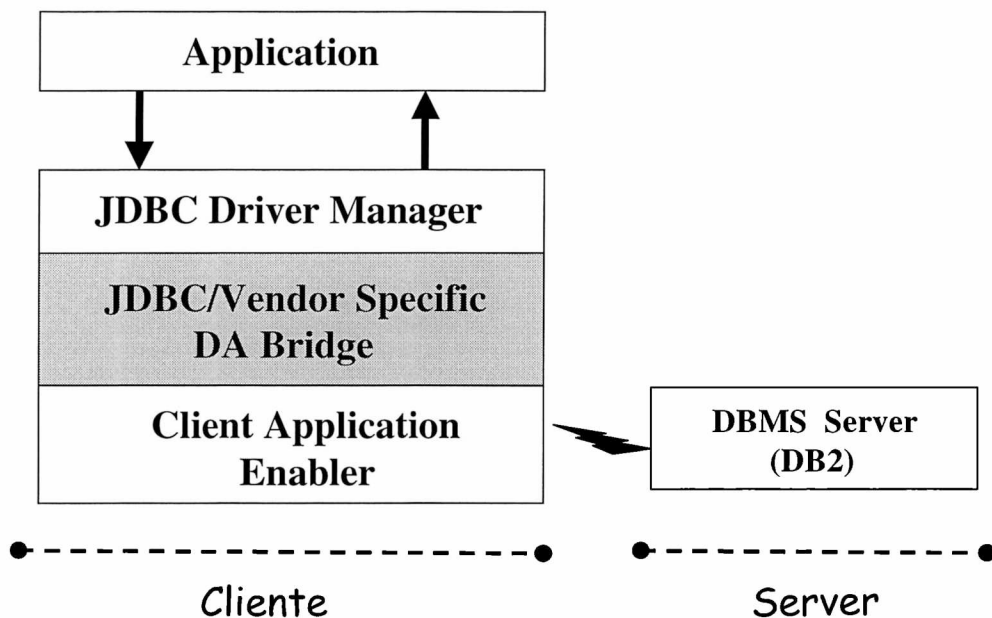 Application
JDBC Driver Manager
JDBC/Vendor Specific
DA Bridge
Client Application
Enabler
DBMS Server
(DB2)
Cliente
Server